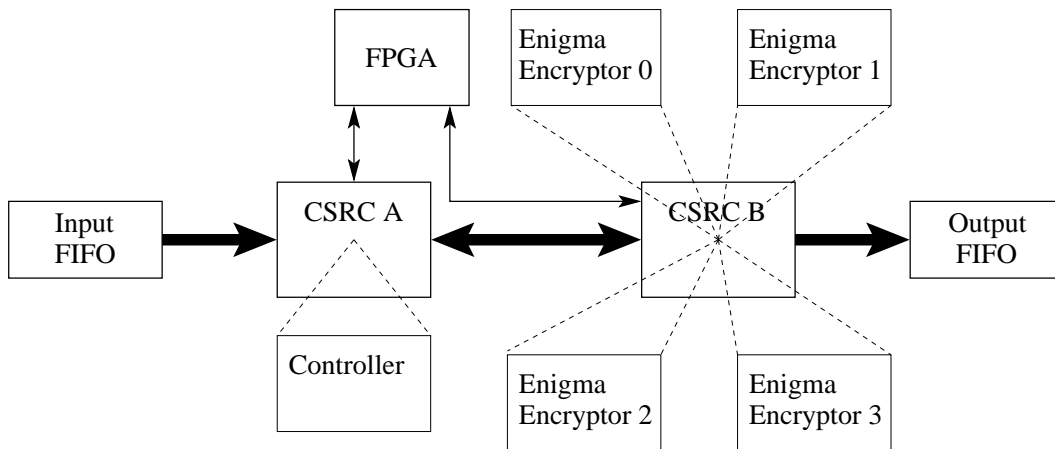 Enigma
Encryptor 0
Enigma
Encryptor 1
FPGA
CSRC A
CSRC B
Input
FIFO
Output
FIFO
Controller
Enigma
Encryptor 2
Enigma
Encryptor 3